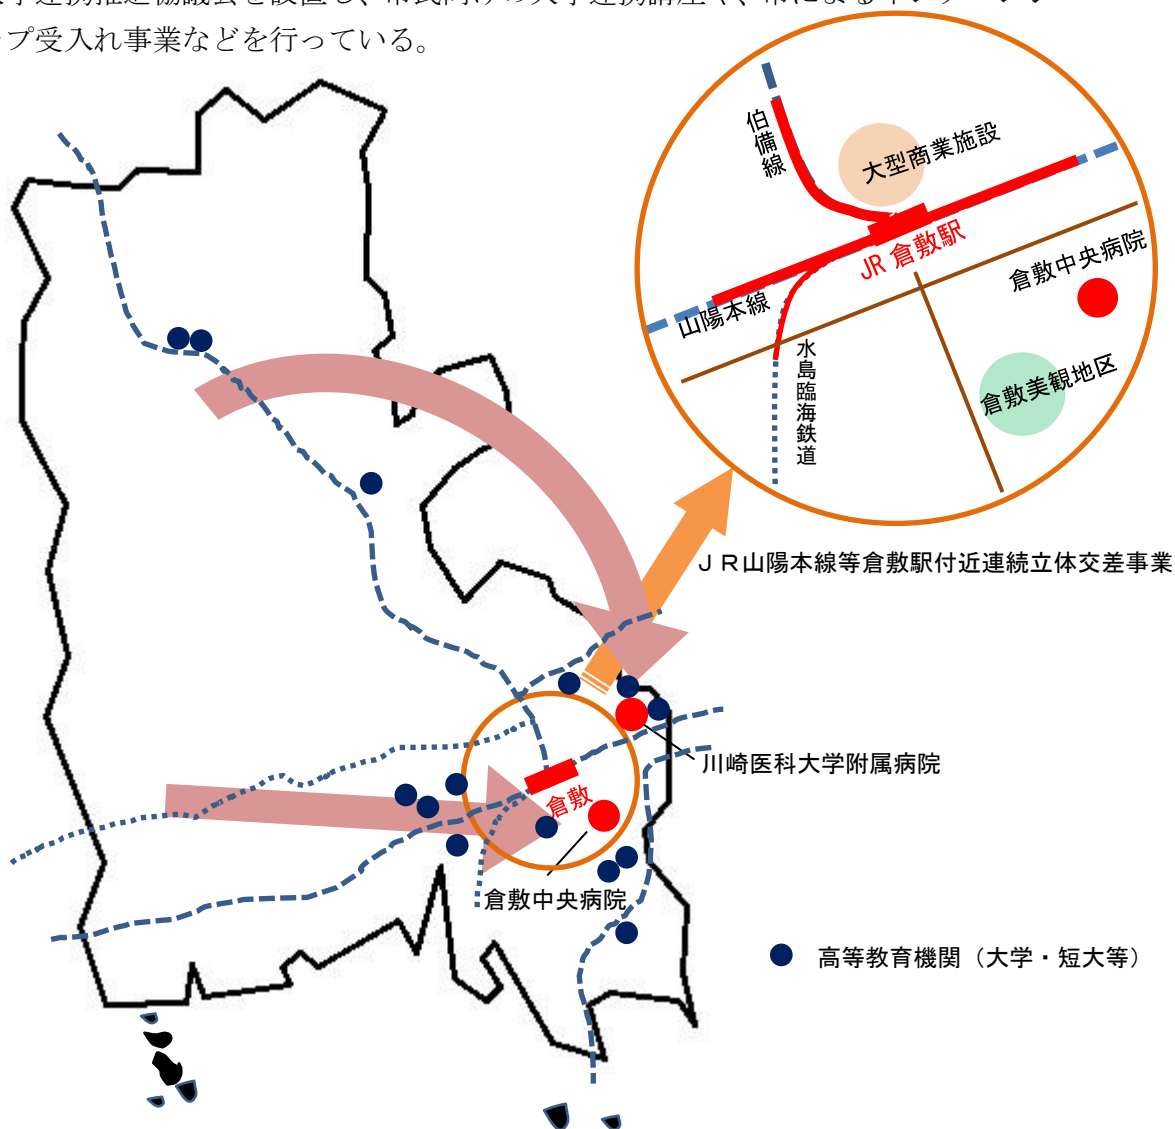 プ受入れ事業などを行っている。
伯備線
大型商業施設
JR 倉敷駅
倉敷中央病院
山陽本線
水島臨海鉄道
倉敷美観地区
ＪＲ山陽本線等倉敷駅付近連続立体交差事業
川崎医科大学附属病院
倉敷
倉敷中央病院
高等教育機関（大学・短大等）